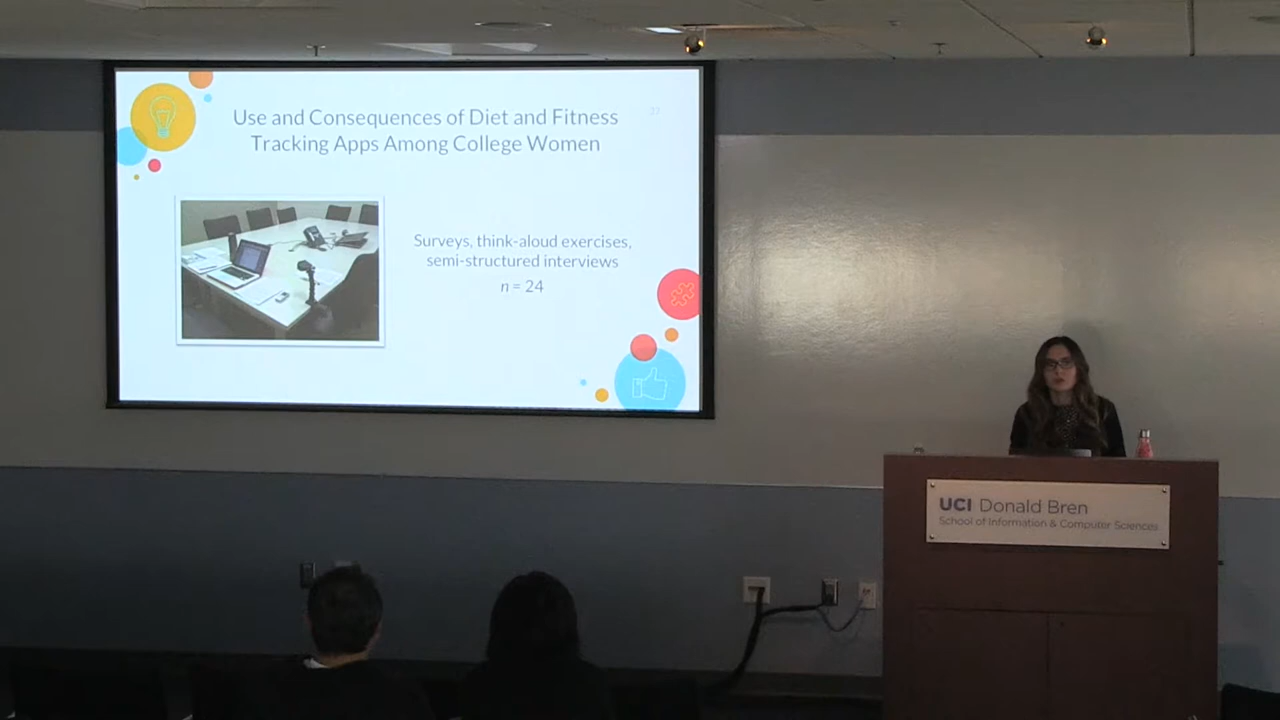 Use and Consequences of Diet and Fitness
27
Tracking Apps Among College Women
Surveys, think-aloud exercises,
semi-structured interviews
n = 24
UCI Donald Bren
School of Information & Computer Sciences